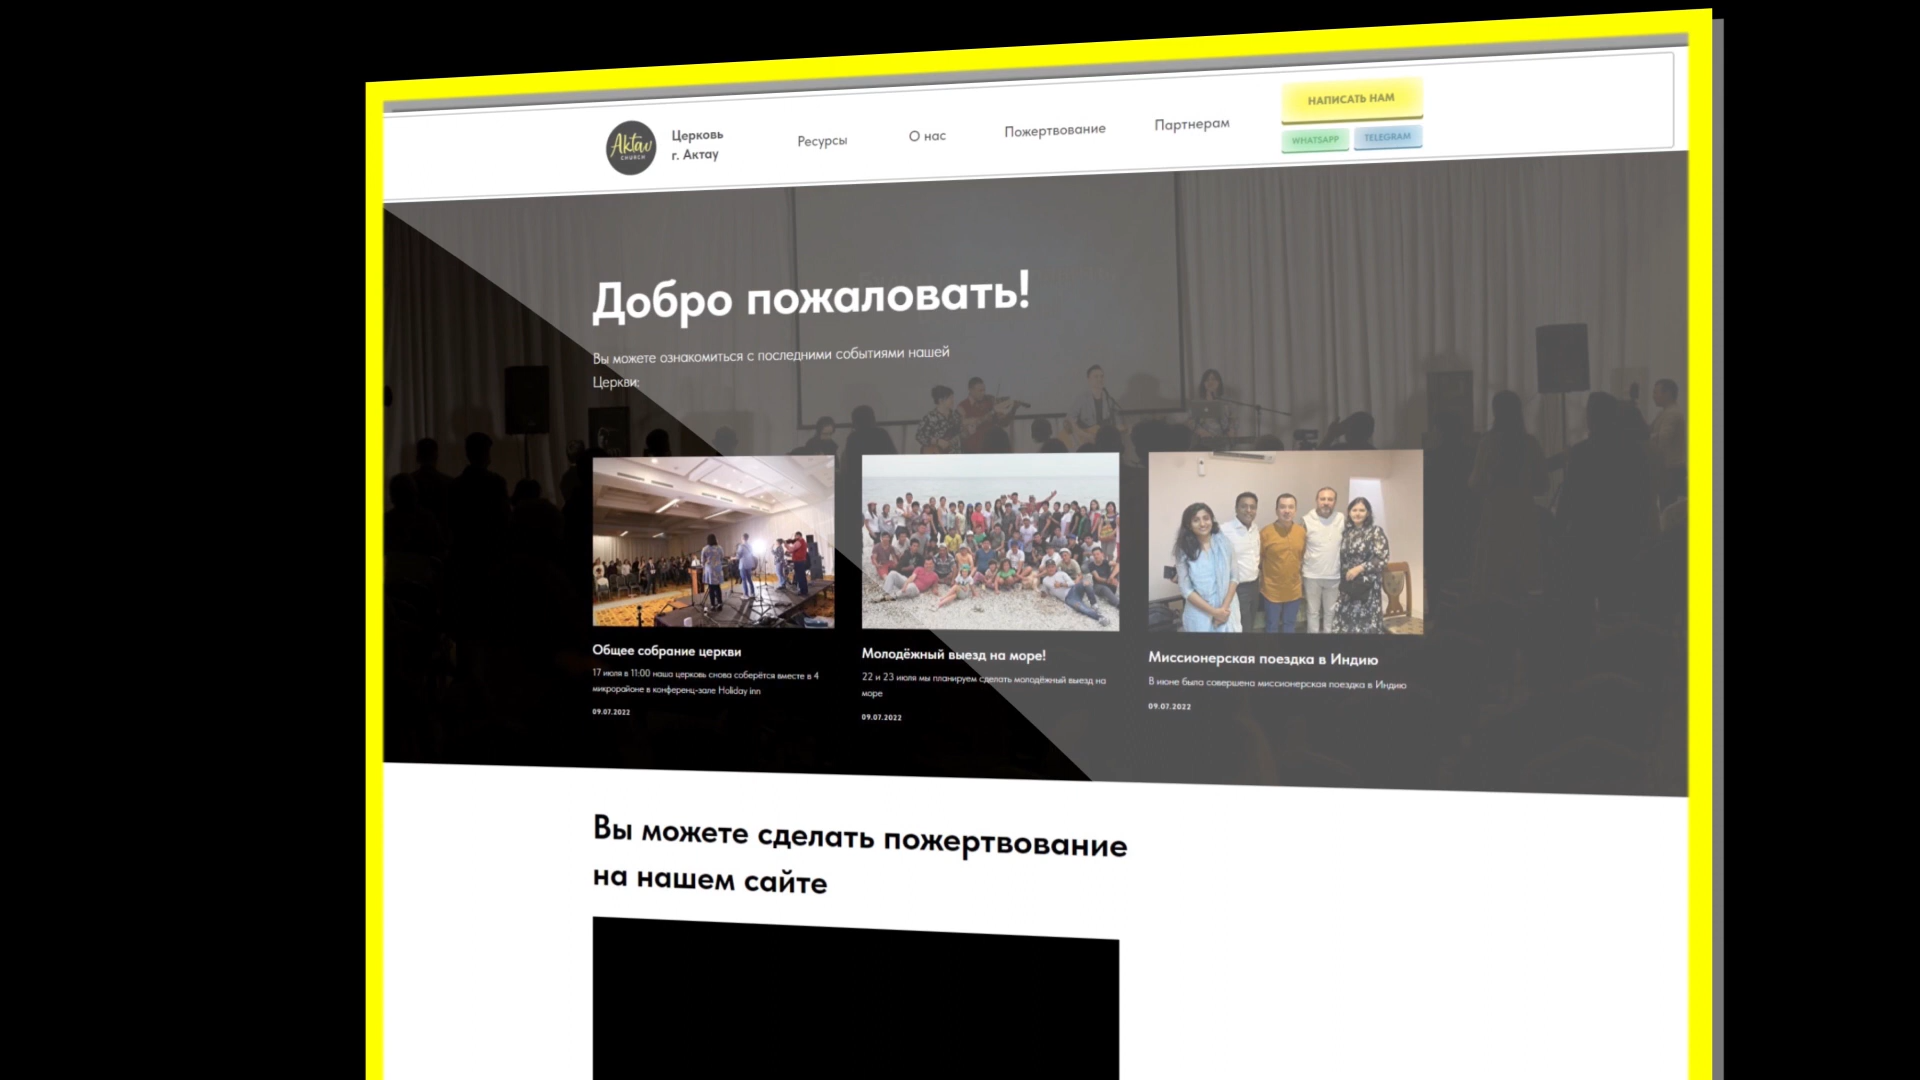 Aktau
CHURCH
Церковь
г. Актау
Ресурсы
О нас
Пожертвование
Партнерам
НАПИСАТЬ НАМ
WHATSAPP
TELEGRAM
Добро пожаловать!
Вы можете ознакомиться с последними событиями нашей
Церкви:
Общее собрание церкви
17 июля в 11:00 наша церковь снова соберётся вместе в 4
микрорайоне в конференц-зале Holiday inn
09.07.2022
Молодёжный выезд на море!
22 и 23 июля мы планируем сделать молодёжный выезд на
море
09.07.2022
Миссионерская поездка в Индию
В июне была совершена миссионерская поездка в Индию
09.07.2022
Вы можете сделать пожертвование
на нашем сайте